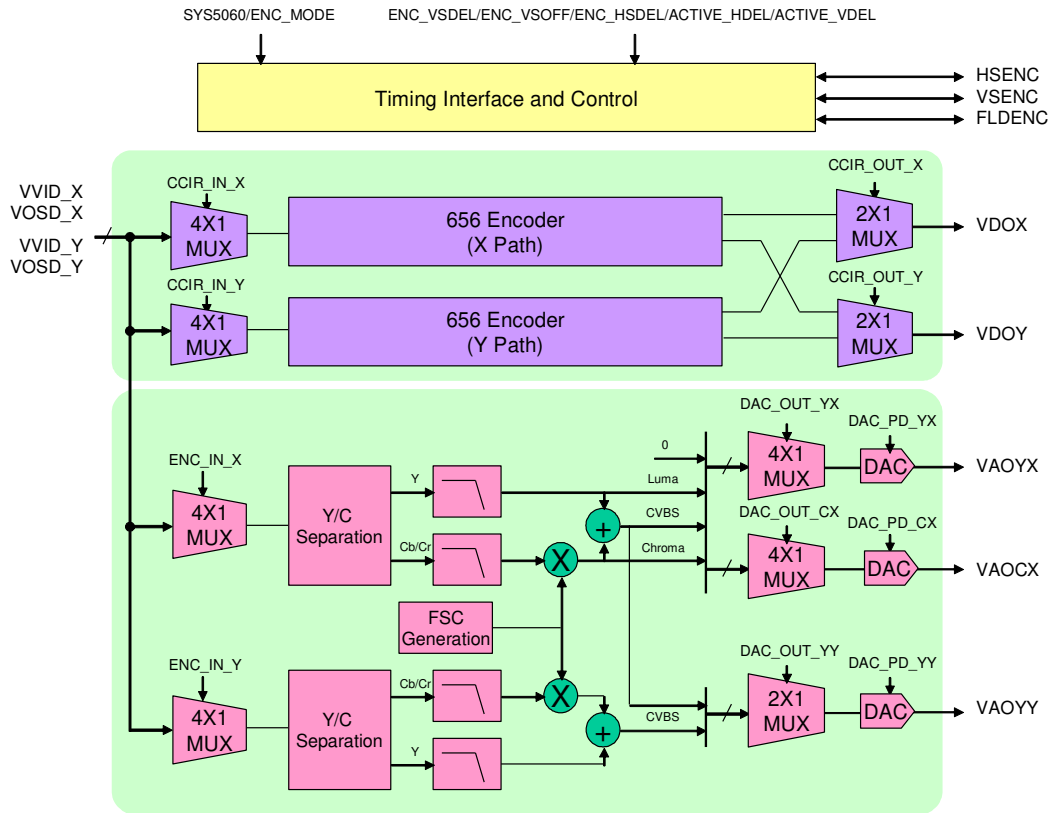 SYS5060/ENC_MODE
ENC_VSDEL/ENC_VSOFF/ENC_HSDEL/ACTIVE_HDEL/ACTIVE_VDEL
Timing Interface and Control
HSENC
VSENC
FLDENC
VVID_X
VOSD_X
VVID_Y
VOSD_Y
CCIR_IN_X
4X1
MUX
656 Encoder
(X Path)
CCIR_OUT_X
2X1
MUX
VDOX
CCIR_IN_Y
4X1
MUX
656 Encoder
(Y Path)
CCIR_OUT_Y
2X1
MUX
VDOY
ENC_IN_X
4X1
MUX
Y/C
Separation
Y
Cb/Cr
X
+
0
Luma
CVBS
Chroma
DAC_OUT_YX
4X1
MUX
DAC_PD_YX
DAC
VAOYX
DAC_OUT_CX
4X1
MUX
DAC_PD_CX
DAC
VAOCX
FSC
Generation
ENC_IN_Y
4X1
MUX
Y/C
Separation
Cb/Cr
Y
X
+
CVBS
DAC_OUT_YY
2X1
MUX
DAC_PD_YY
DAC
VAOYY